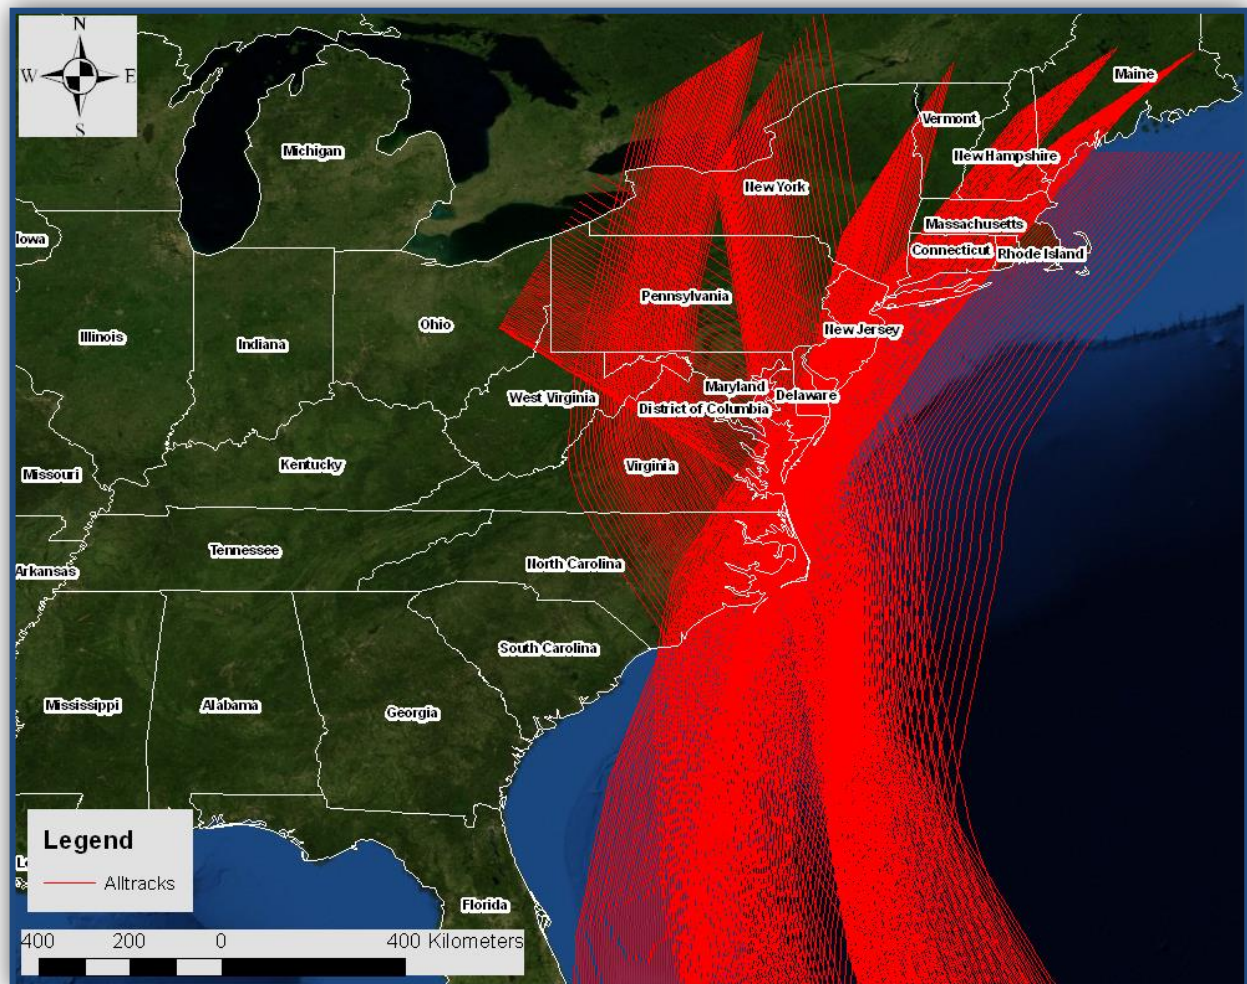 N
W E
S
Maine
Vermont
Michigan
New Hampshire
New York
Massachusetts
Iowa
Connecticut
Rhode Island
Pennsylvania
Ohio
New Jersey
Illinois
Indiana
Maryland
West Virginia
Delaware
District of Columbia
Kentucky
Virginia
Missouri
Tennessee
North Carolina
Arkansas
South Carolina
Mississippi
Alabama
Georgia
Legend
Alltracks
Florida
400 200 0 400 Kilometers